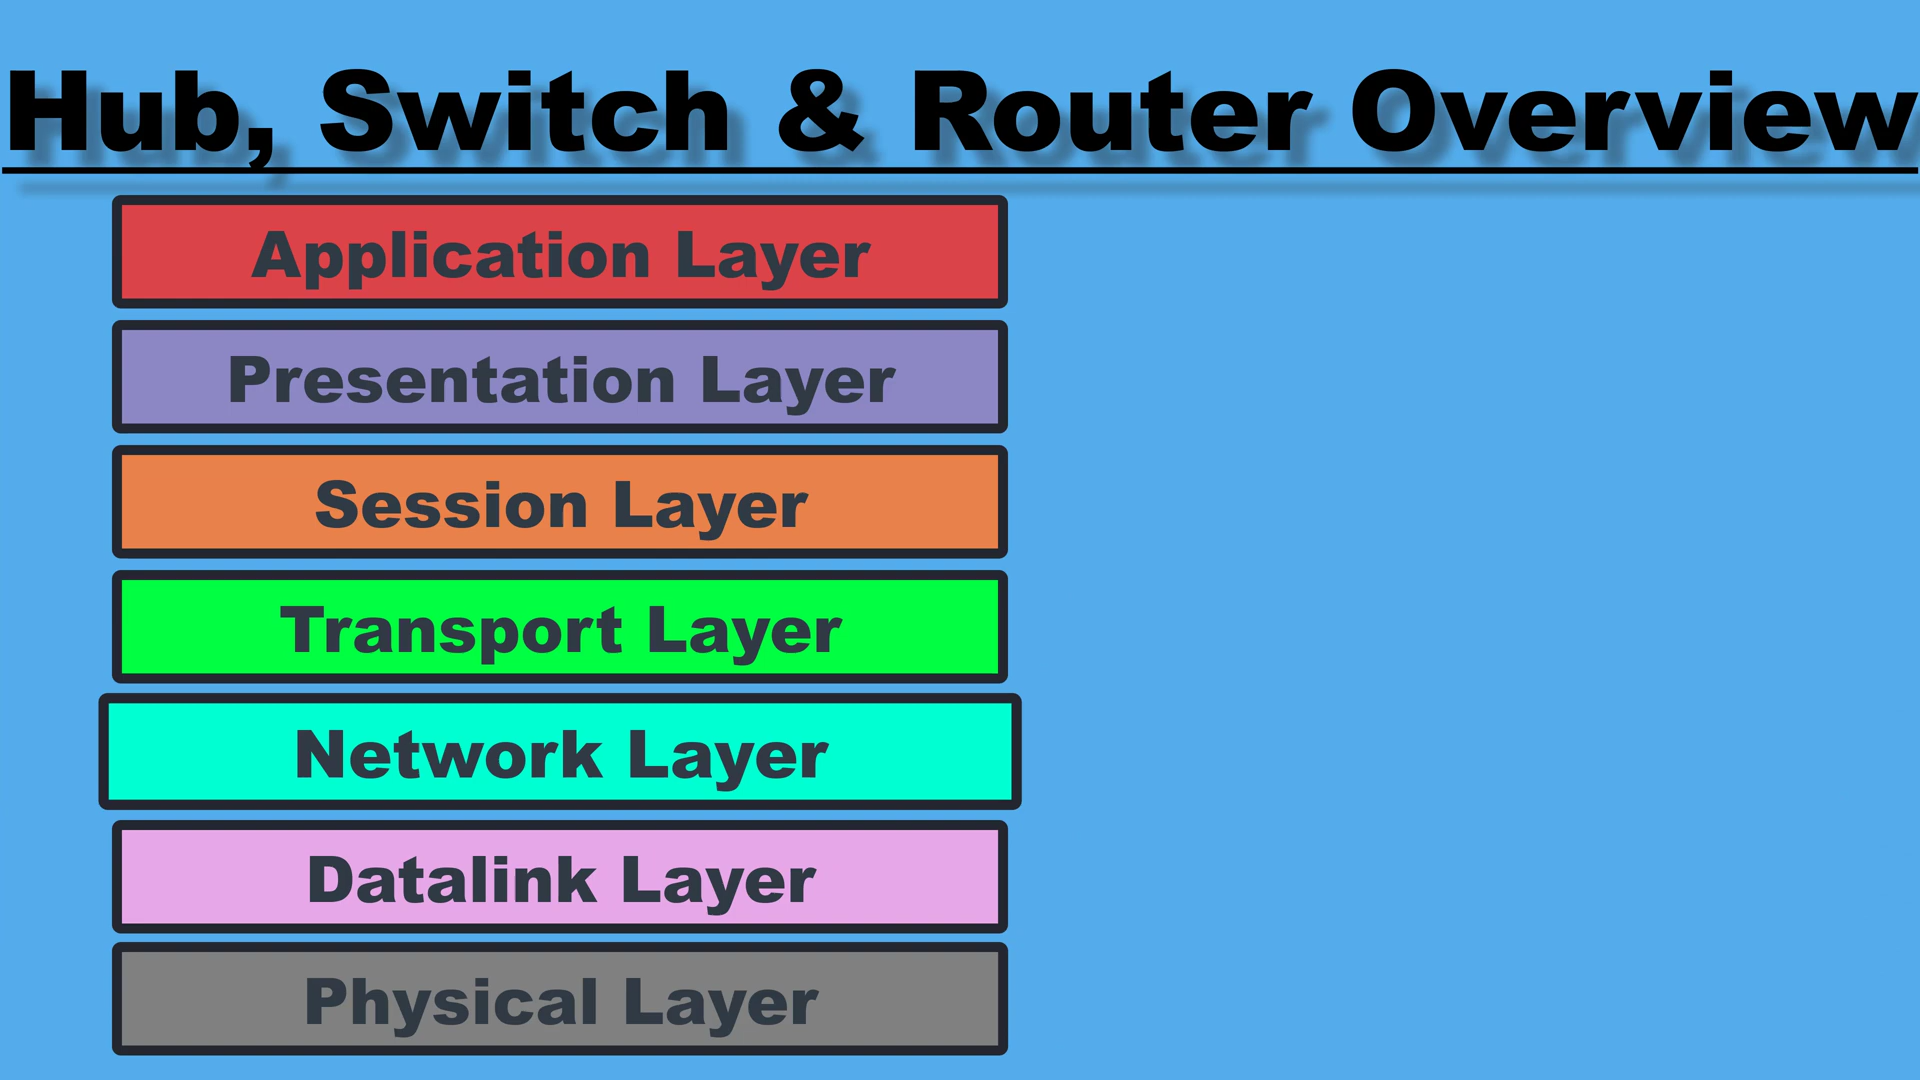 Hub, Switch & Router Overview
Application Layer
Presentation Layer
Session Layer
Transport Layer
Network Layer
Datalink Layer
Physical Layer